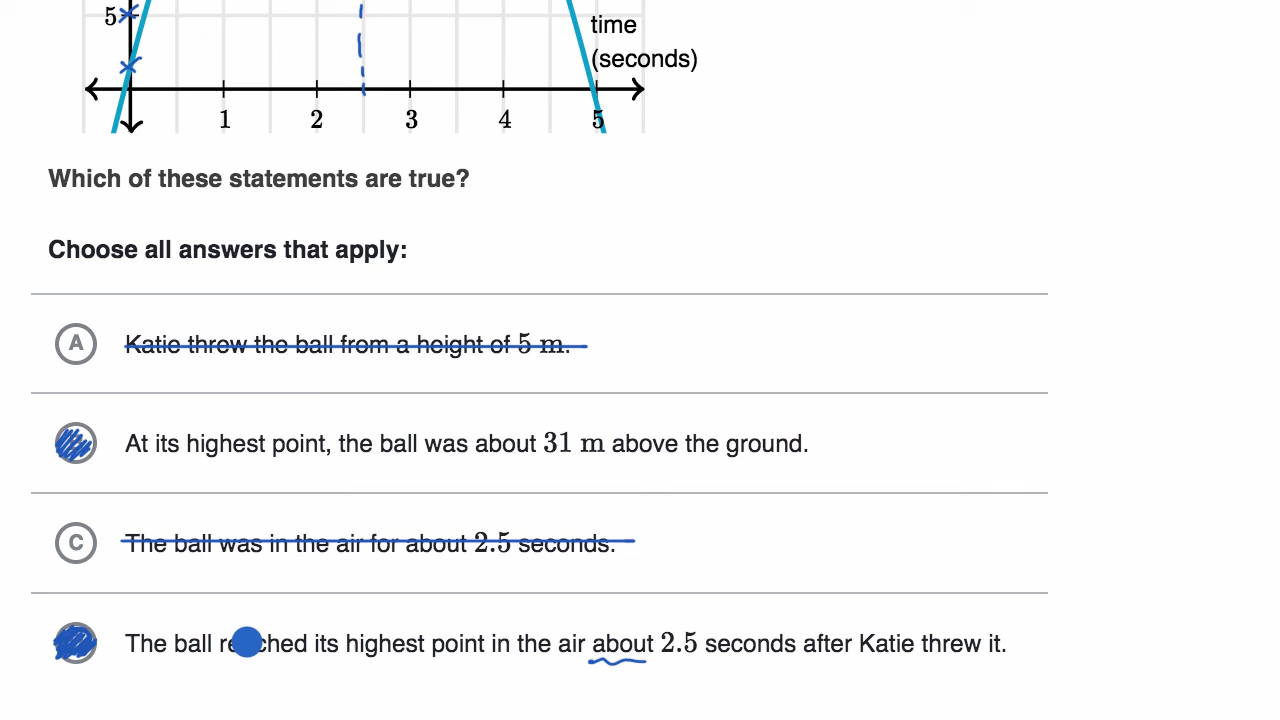 5
time
(seconds)
1 2 3 4 5
Which of these statements are true?
Choose all answers that apply:
A Katie threw the ball from a height of 5 m.
At its highest point, the ball was about 31 m above the ground.
C The ball was in the air for about 2.5 seconds.
The ball reached its highest point in the air about 2.5 seconds after Katie threw it.